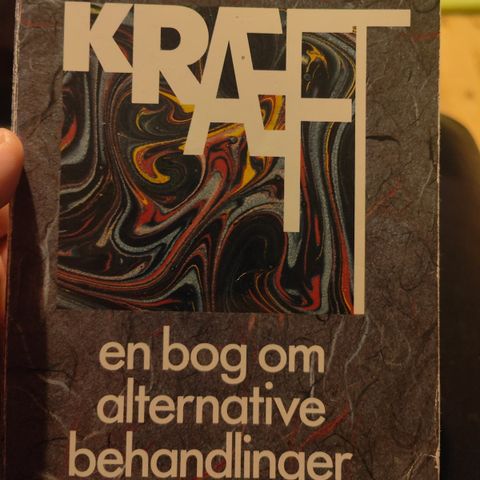 KRÆFT
en bog om
alternative
behandlinger